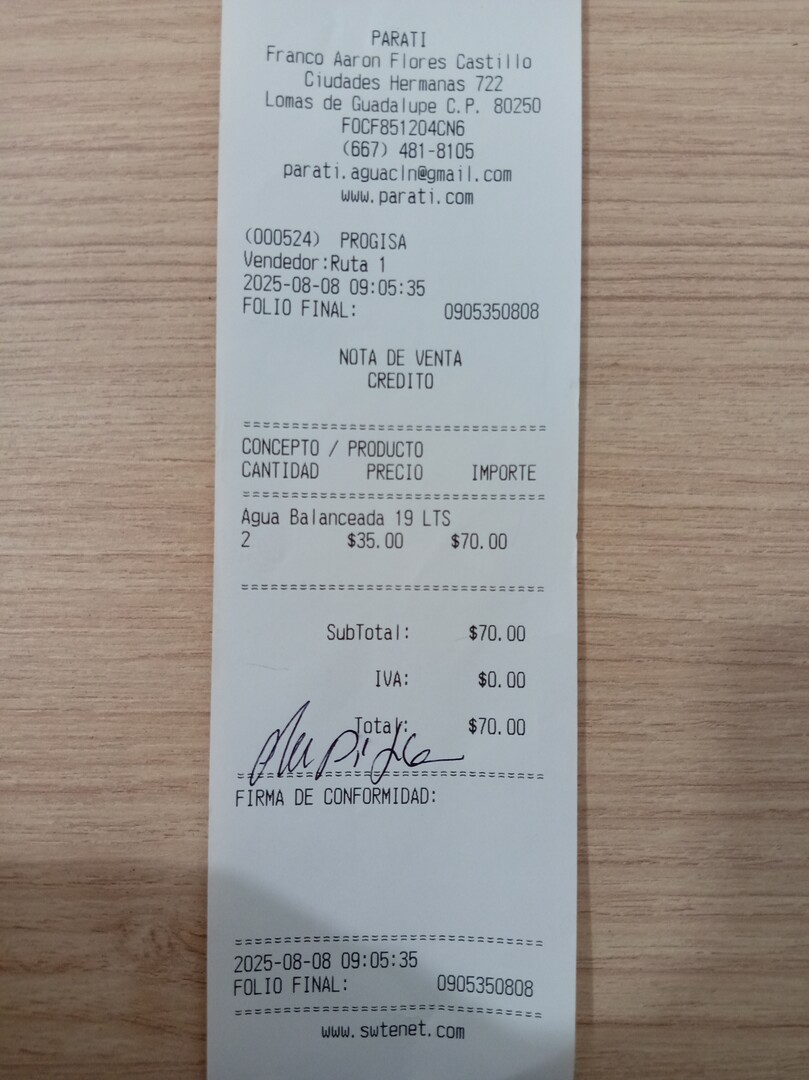 PARATI
Franco Aaron Flores Castillo
Ciudades Hermanas 722
Lomas de Guadalupe C.P. 80250
FOCF851204CN6
(667) 481-8105
parati.aguacln@gmail.com
www.parati.com
(000524) PROGISA
Vendedor:Ruta 1
2025-08-08 09:05:35
FOLIO FINAL: 0905350808
NOTA DE VENTA
CREDITO
==================================
CONCEPTO / PRODUCTO
CANTIDAD PRECIO IMPORTE
==================================
Agua Balanceada 19 LTS
2 $35.00 $70.00
==================================
SubTotal: $70.00
IVA: $0.00
Total: $70.00
==================================
FIRMA DE CONFORMIDAD:
==================================
2025-08-08 09:05:35
FOLIO FINAL: 0905350808
==================================
www.swtenet.com